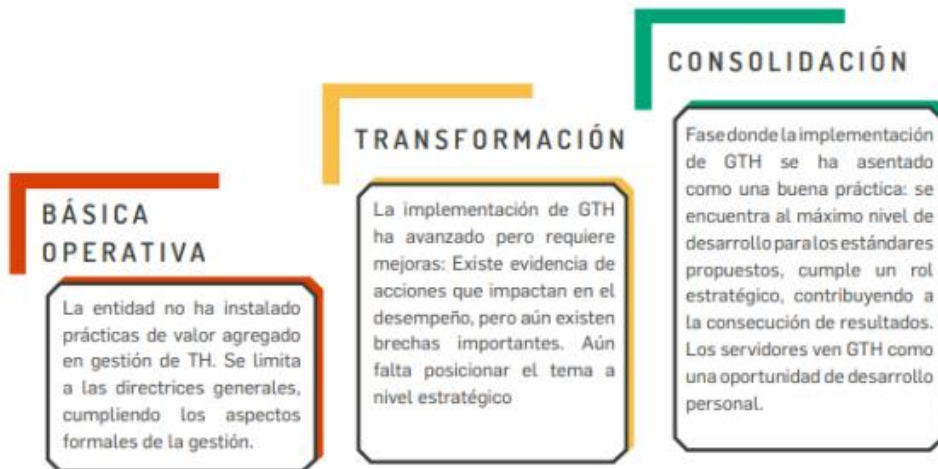 BÁSICA
OPERATIVA
La entidad no ha instalado
prácticas de valor agregado
en gestión de TH. Se limita
a las directrices generales,
cumpliendo los aspectos
formales de la gestión.
TRANSFORMACIÓN
La implementación de GTH
ha avanzado pero requiere
mejoras: Existe evidencia de
acciones que impactan en el
desempeño, pero aún existen
brechas importantes. Aún
falta posicionar el tema a
nivel estratégico
CONSOLIDACIÓN
Fase donde la implementación
de GTH se ha asentado
como una buena práctica: se
encuentra al máximo nivel de
desarrollo para los estándares
propuestos, cumple un rol
estratégico, contribuyendo a
la consecución de resultados.
Los servidores ven GTH como
una oportunidad de desarrollo
personal.